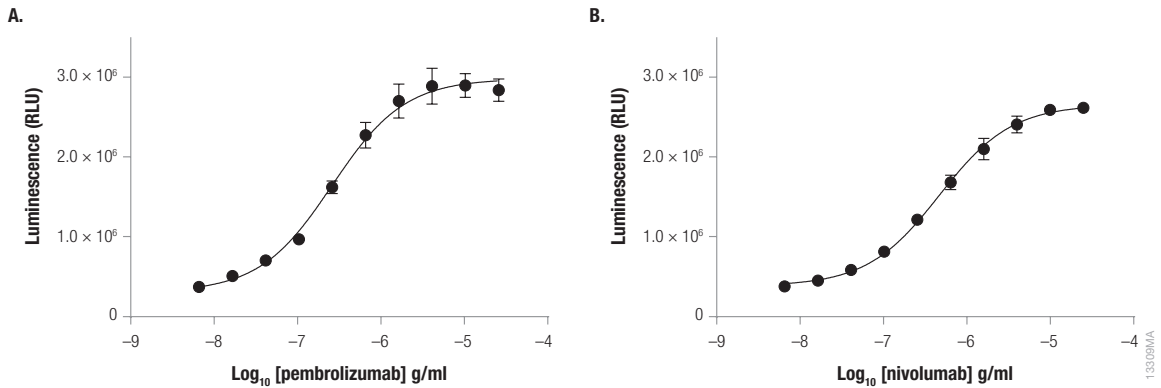 A.
Luminescence (RLU)
3.0 × 10⁶
2.0 × 10⁶
1.0 × 10⁶
0
–9 –8 –7 –6 –5 –4
Log₁₀ [pembrolizumab] g/ml
B.
Luminescence (RLU)
3.0 × 10⁶
2.0 × 10⁶
1.0 × 10⁶
0
–9 –8 –7 –6 –5 –4
Log₁₀ [nivolumab] g/ml
13309MA